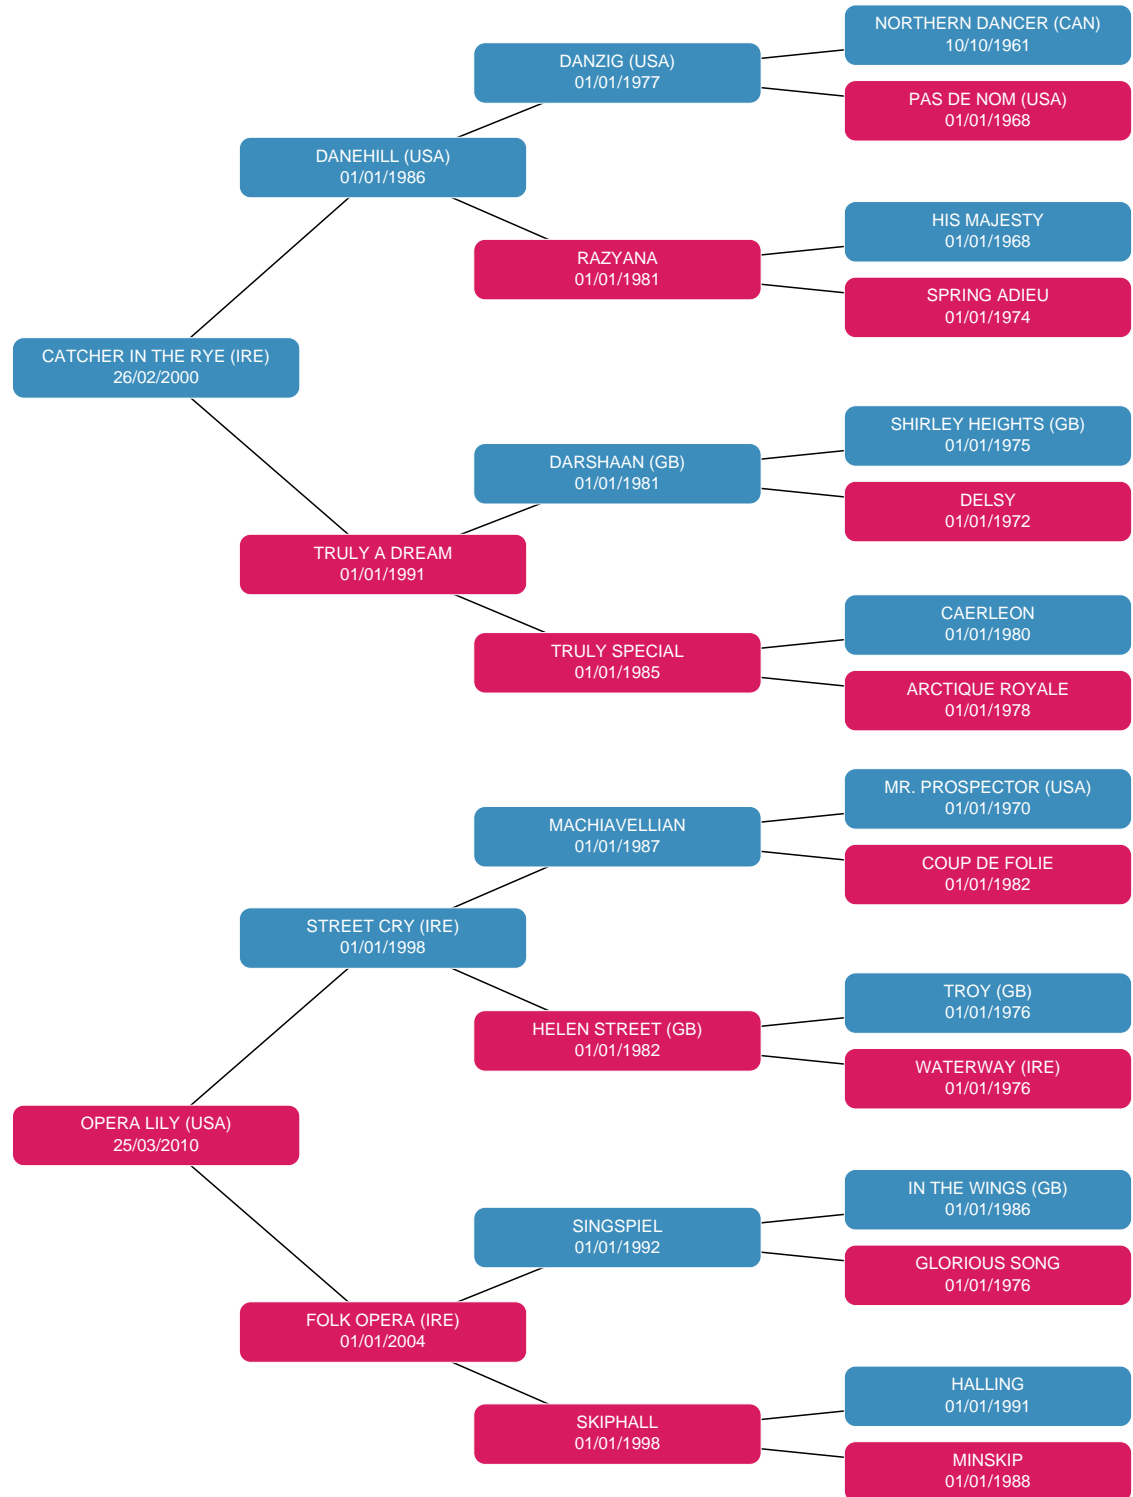 NORTHERN DANCER (CAN)
10/10/1961
DANZIG (USA)
01/01/1977
PAS DE NOM (USA)
01/01/1968
DANEHILL (USA)
01/01/1986
HIS MAJESTY
01/01/1968
RAZYANA
01/01/1981
SPRING ADIEU
01/01/1974
CATCHER IN THE RYE (IRE)
26/02/2000
SHIRLEY HEIGHTS (GB)
01/01/1975
DARSHAAN (GB)
01/01/1981
DELSY
01/01/1972
TRULY A DREAM
01/01/1991
CAERLEON
01/01/1980
TRULY SPECIAL
01/01/1985
ARCTIQUE ROYALE
01/01/1978
MR. PROSPECTOR (USA)
01/01/1970
MACHIAVELLIAN
01/01/1987
COUP DE FOLIE
01/01/1982
STREET CRY (IRE)
01/01/1998
TROY (GB)
01/01/1976
HELEN STREET (GB)
01/01/1982
WATERWAY (IRE)
01/01/1976
OPERA LILY (USA)
25/03/2010
IN THE WINGS (GB)
01/01/1986
SINGSPIEL
01/01/1992
GLORIOUS SONG
01/01/1976
FOLK OPERA (IRE)
01/01/2004
HALLING
01/01/1991
SKIPHALL
01/01/1998
MINSKIP
01/01/1988